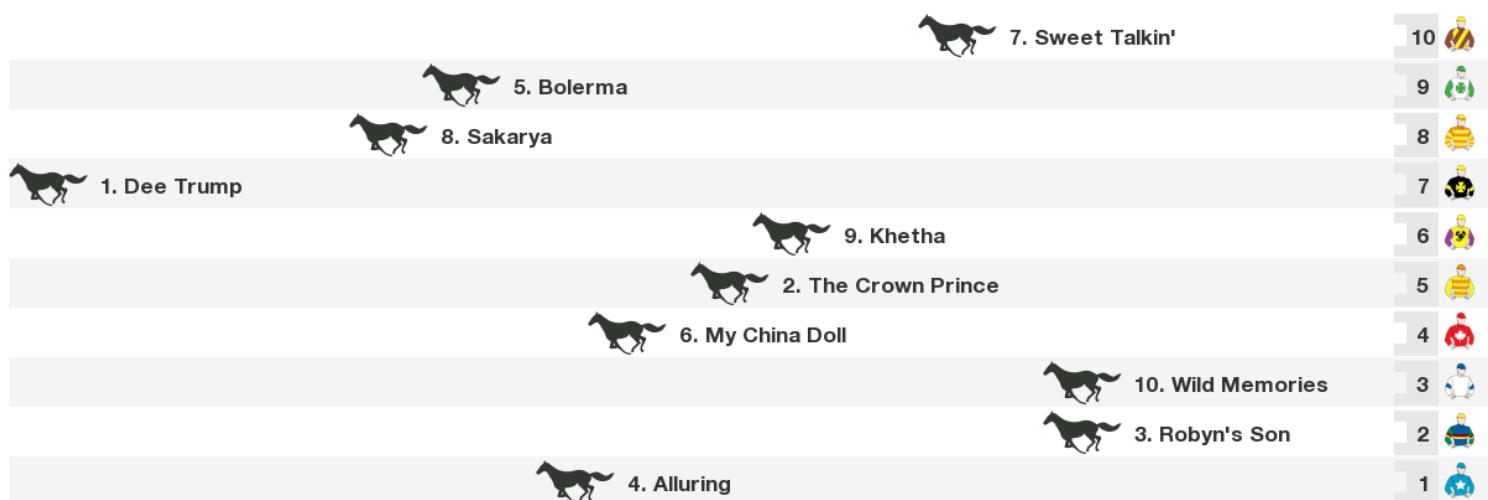 7. Sweet Talkin' 10
5. Bolerma 9
8. Sakarya 8
1. Dee Trump 7
9. Khetha 6
2. The Crown Prince 5
6. My China Doll 4
10. Wild Memories 3
3. Robyn's Son 2
4. Alluring 1